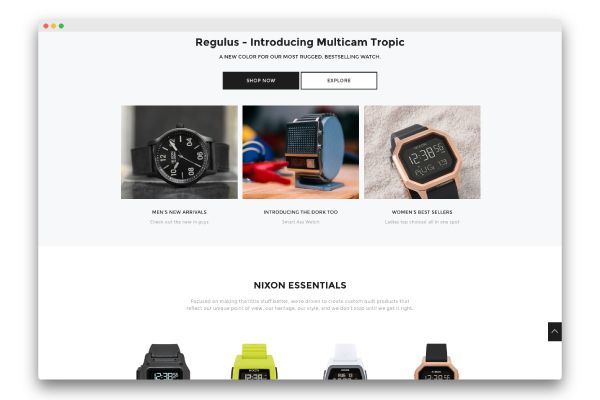 Regulus - Introducing Multicam Tropic
A NEW COLOR FOR OUR MOST RUGGED, BESTSELLING WATCH.
SHOP NOW EXPLORE
MEN'S NEW ARRIVALS INTRODUCING THE DORK TOO WOMEN'S BEST SELLERS
Check out the new in guys Smart Ass Watch Ladies top choices all in one spot
NIXON ESSENTIALS
Focused on making the little stuff better, we're driven to create custom built products that
reflect our unique point of view, our heritage, our style, and we don't stop until we get it right.